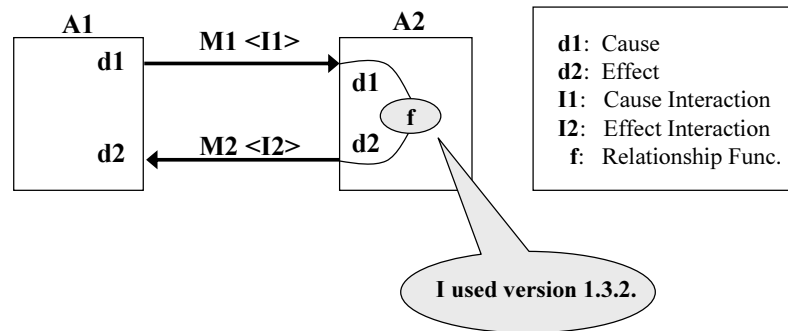 A1
M1 <I1>
A2
d1
d1
f
d2
M2 <I2>
d2
I used version 1.3.2.
d1: Cause
d2: Effect
I1: Cause Interaction
I2: Effect Interaction
f: Relationship Func.